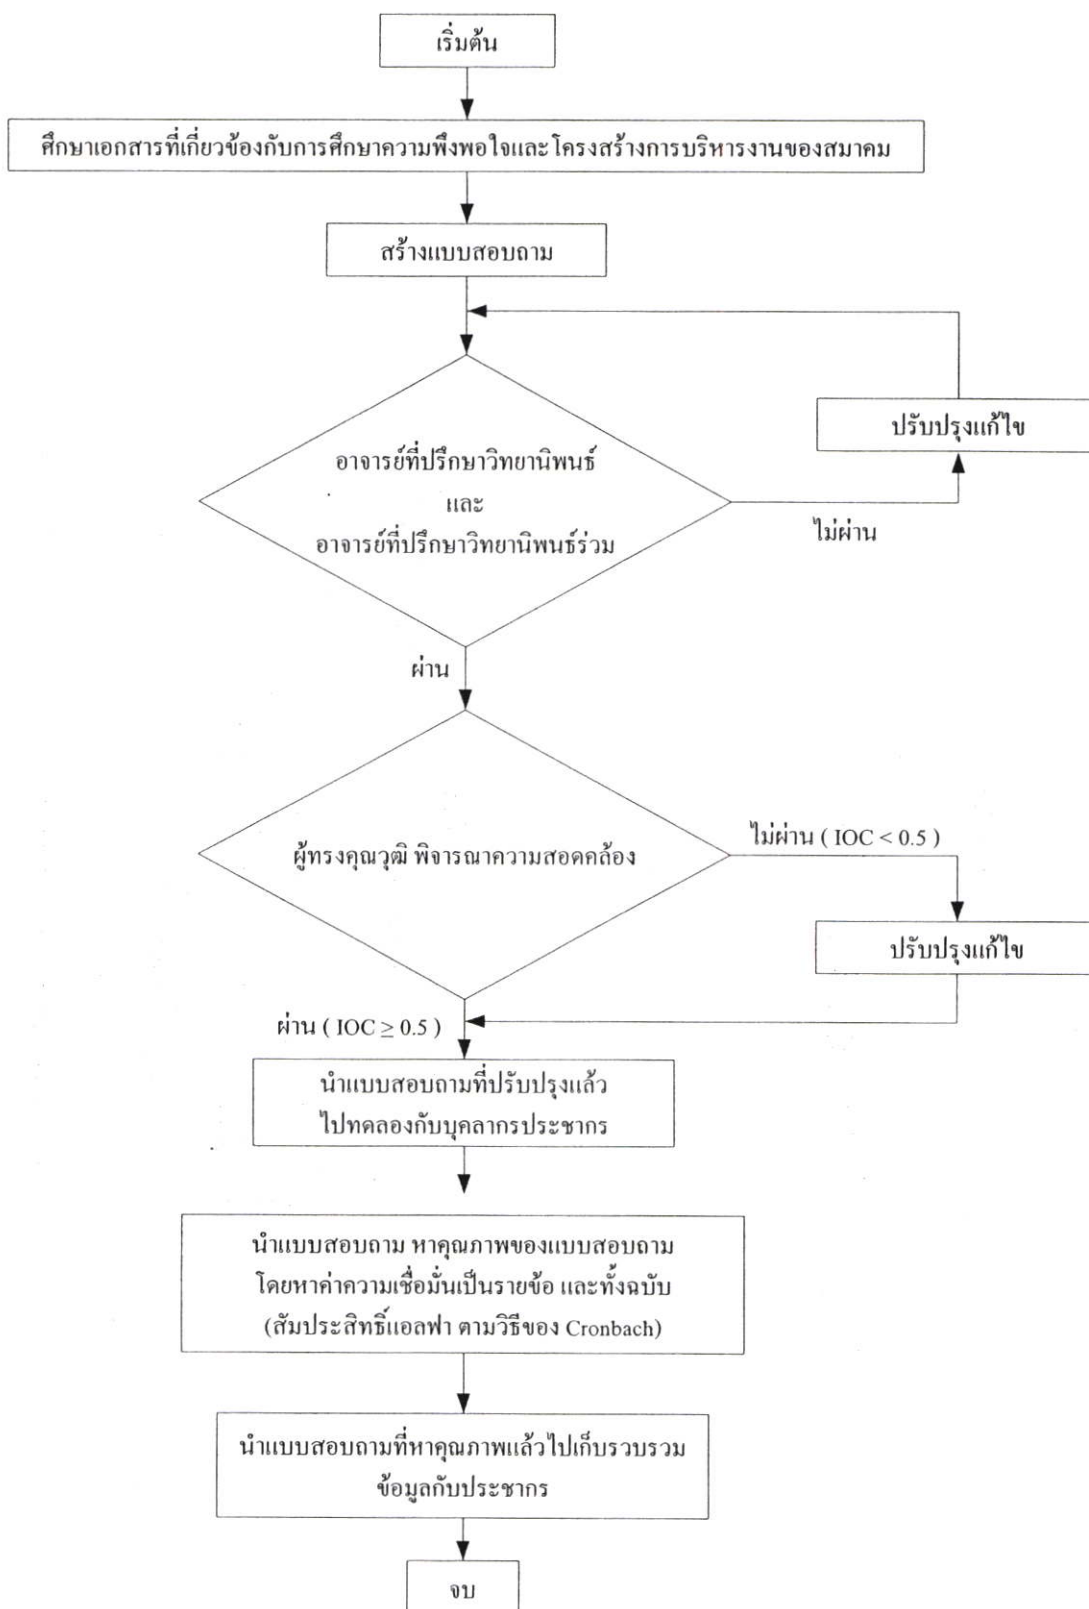 เริ่มต้น
ศึกษาเอกสารที่เกี่ยวข้องกับการศึกษาความพึงพอใจและโครงสร้างการบริหารงานของสมาคม
สร้างแบบสอบถาม
ปรับปรุงแก้ไข
อาจารย์ที่ปรึกษาวิทยานิพนธ์
และ
อาจารย์ที่ปรึกษาวิทยานิพนธ์ร่วม
ไม่ผ่าน
ผ่าน
ไม่ผ่าน ( IOC < 0.5 )
ผู้ทรงคุณวุฒิ พิจารณาความสอดคล้อง
ปรับปรุงแก้ไข
ผ่าน ( IOC ≥ 0.5 )
นำแบบสอบถามที่ปรับปรุงแล้ว
ไปทดลองกับบุคลากรประชากร
นำแบบสอบถาม หาคุณภาพของแบบสอบถาม
โดยหาค่าความเชื่อมั่นเป็นรายข้อ และทั้งฉบับ
(สัมประสิทธิ์แอลฟา ตามวิธีของ Cronbach)
นำแบบสอบถามที่หาคุณภาพแล้วไปเก็บรวบรวม
ข้อมูลกับประชากร
จบ